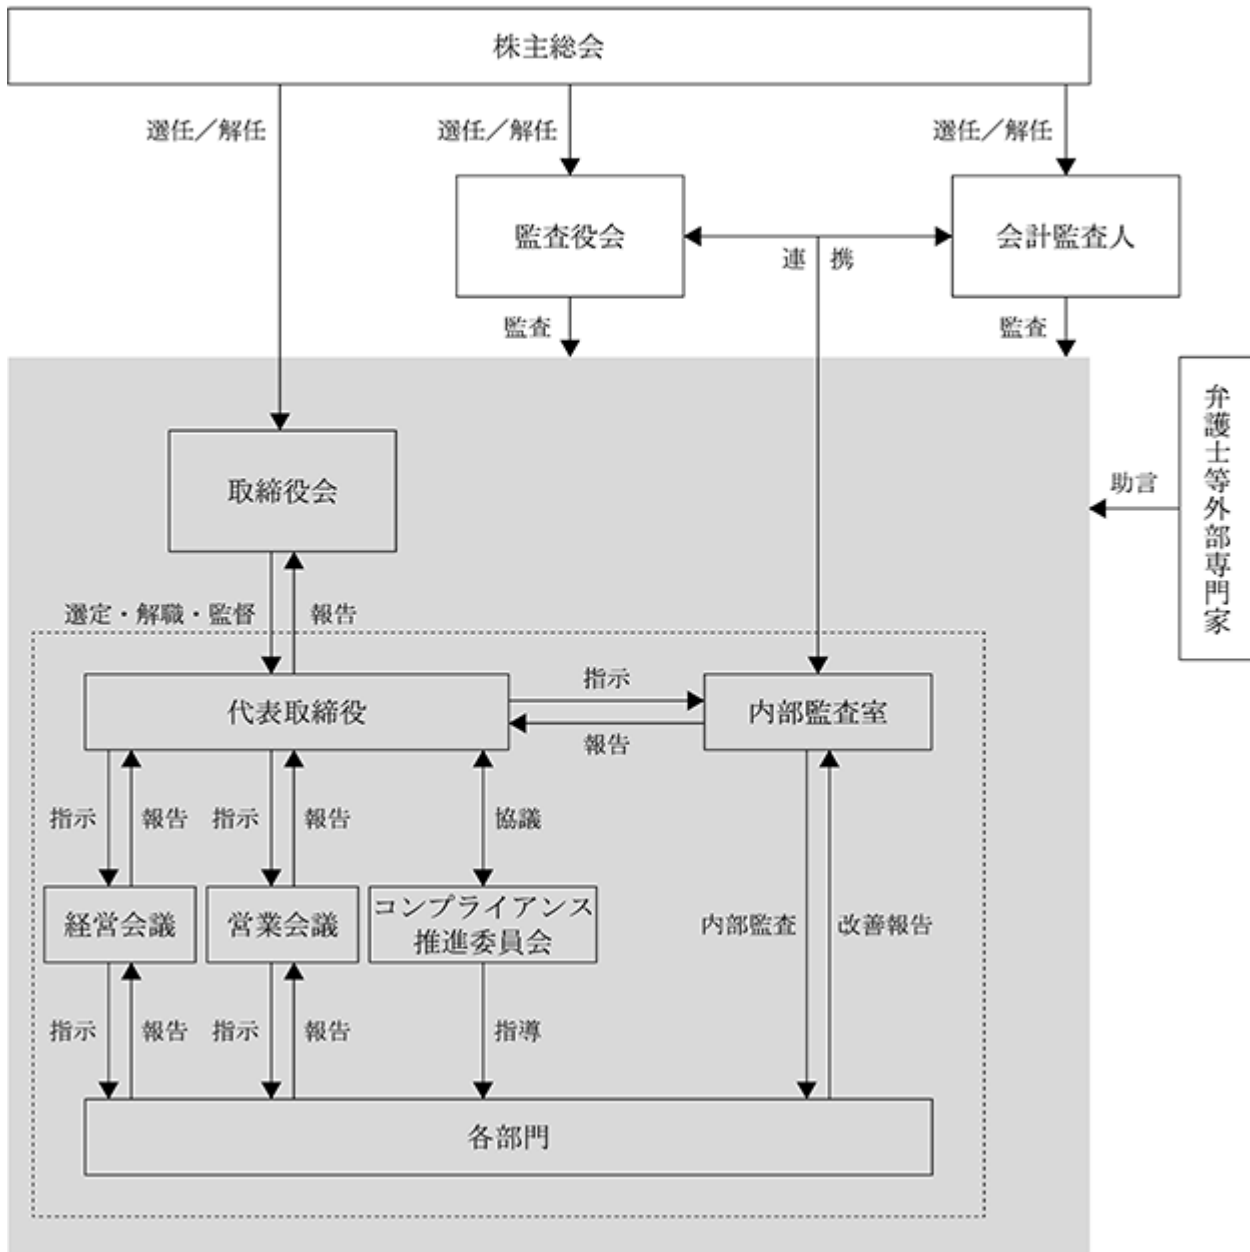 株主総会
選任／解任
選任／解任
選任／解任
監査役会
会計監査人
連携
監査
監査
弁護士等外部専門家
取締役会
助言
選定・解職・監督
報告
代表取締役
指示
報告
内部監査室
指示
報告
指示
報告
協議
経営会議
営業会議
コンプライアンス
推進委員会
内部監査
改善報告
指示
報告
指示
報告
指導
各部門